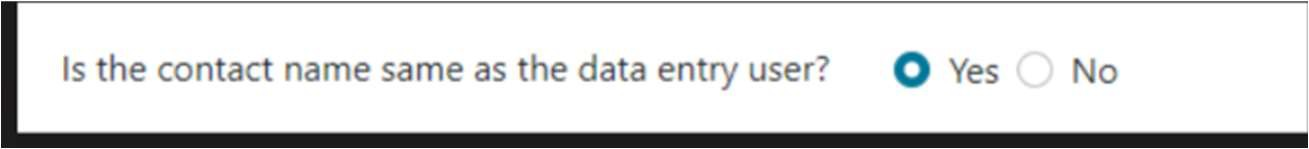 Is the contact name same as the data entry user? Yes No